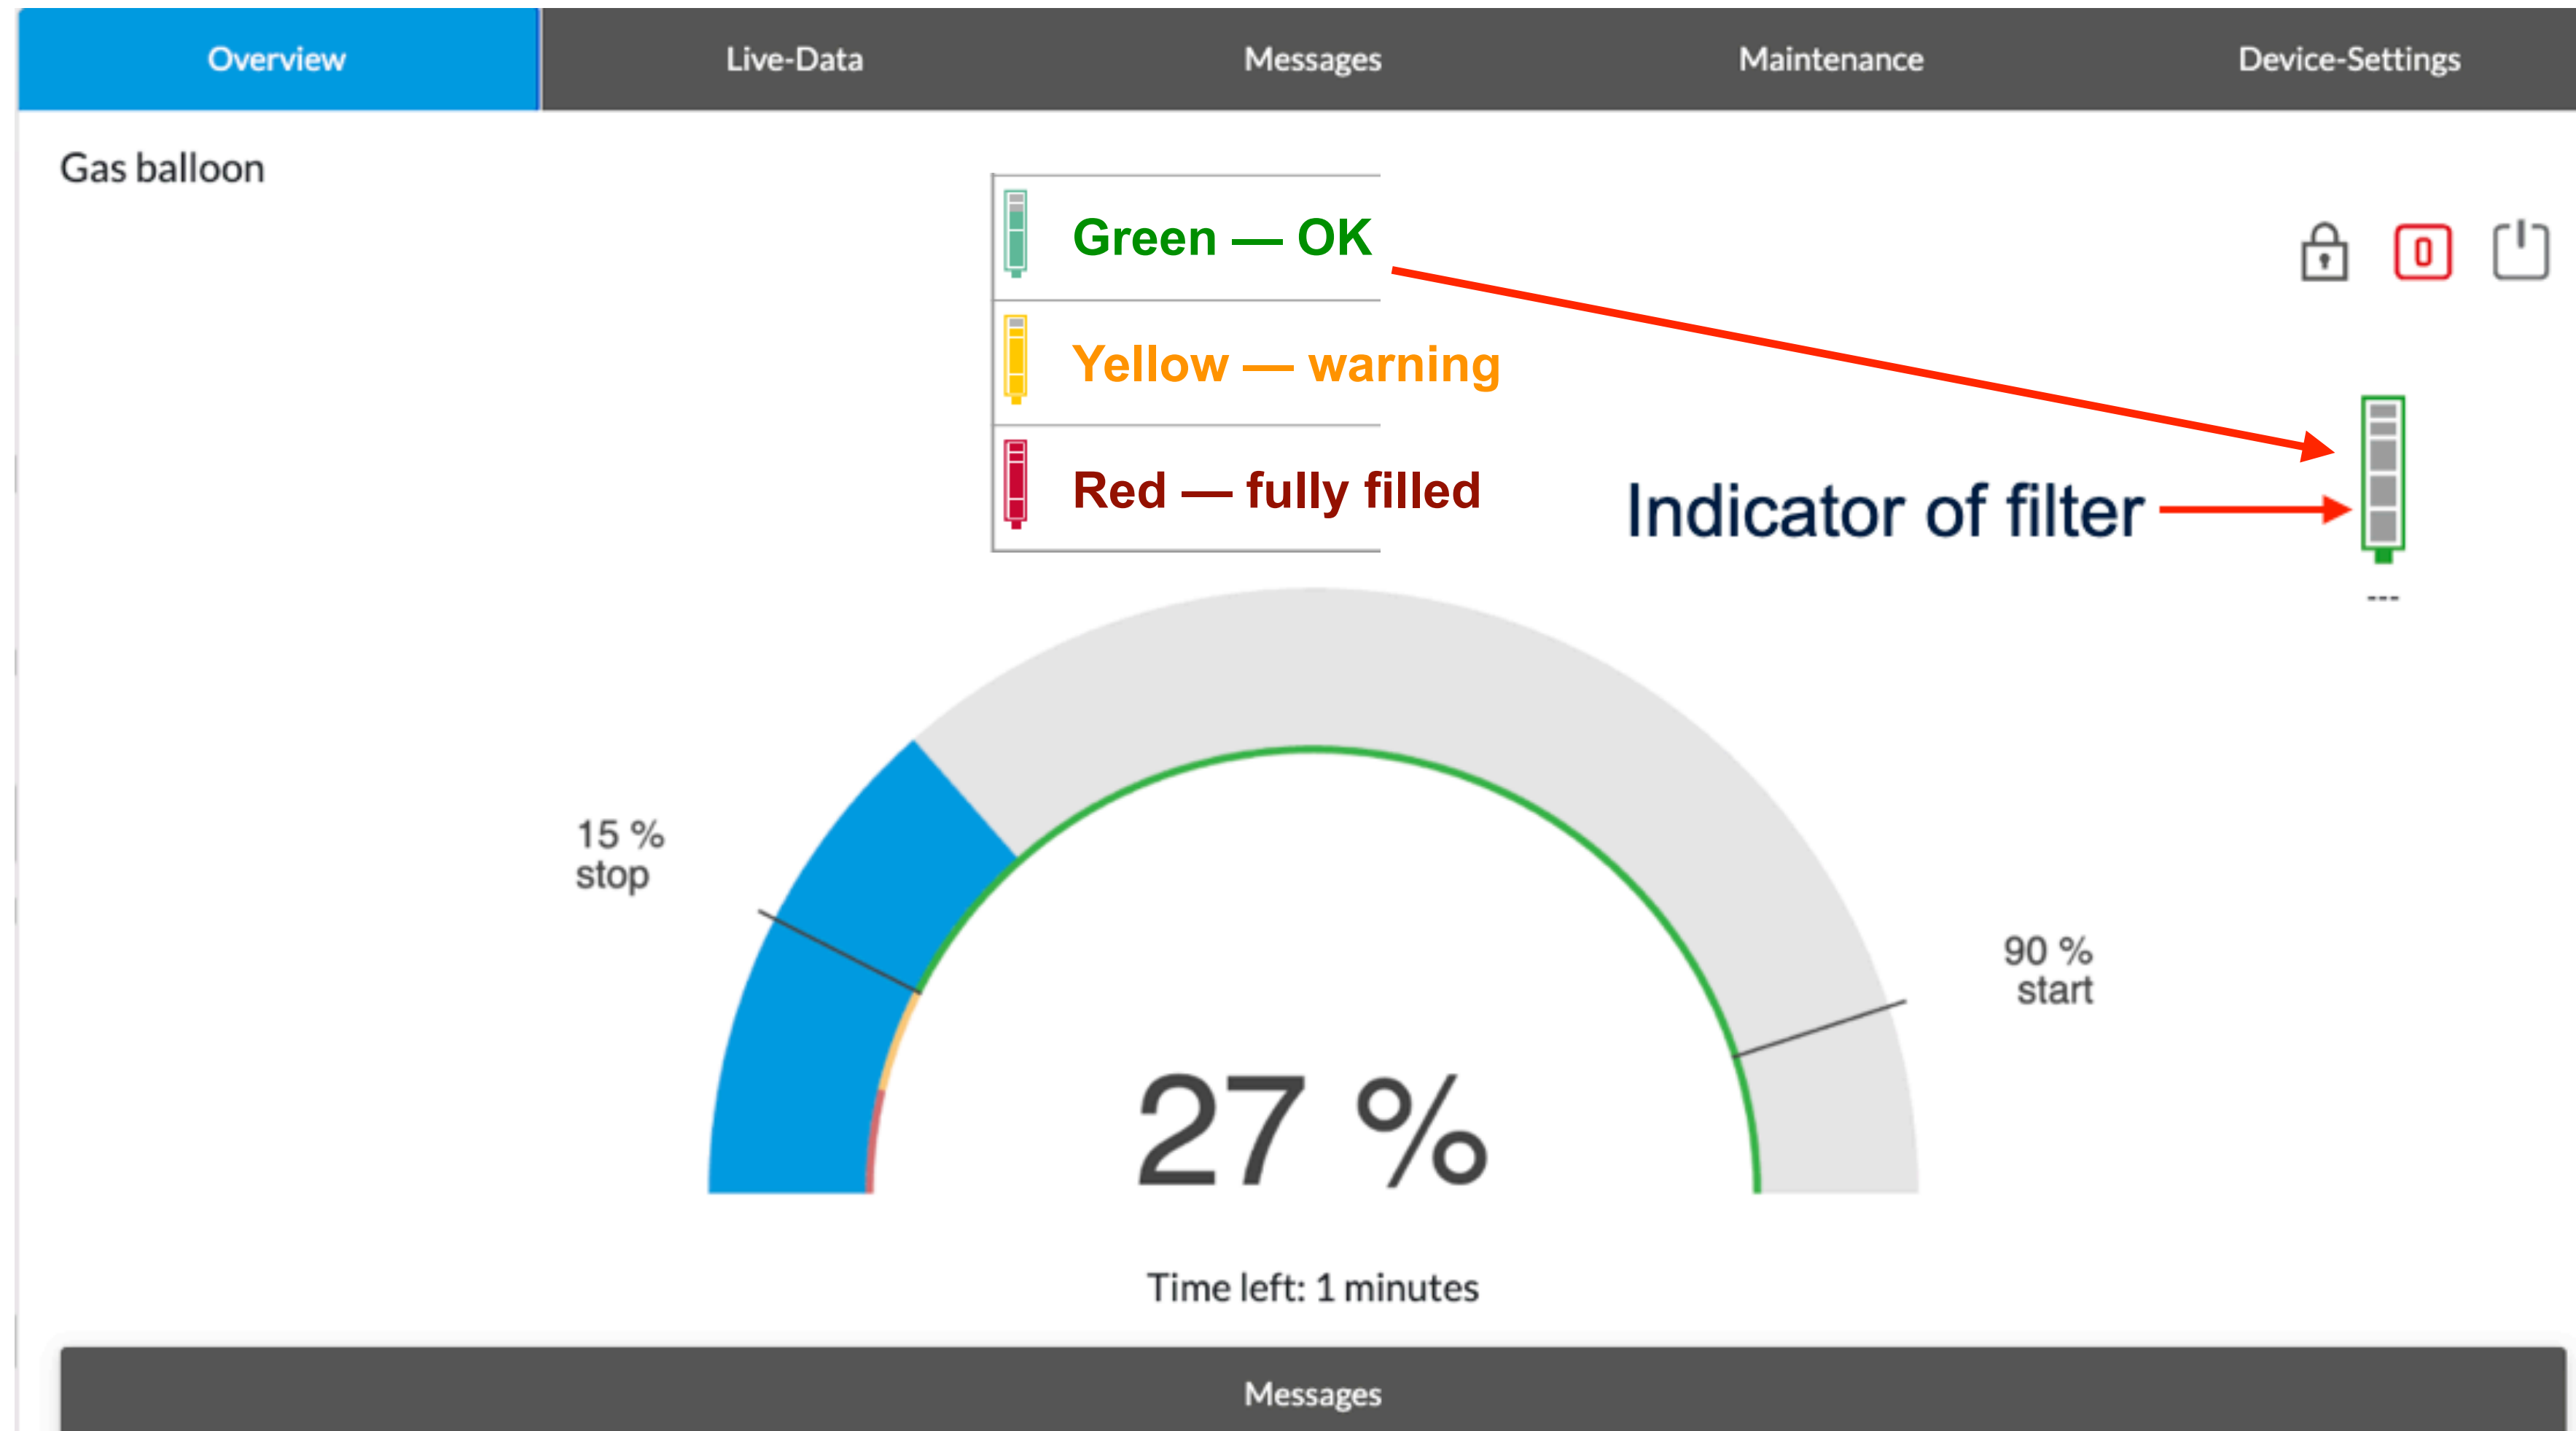 Overview Live-Data Messages Maintenance Device-Settings
Gas balloon
Green — OK
0
Yellow — warning
Red — fully filled
Indicator of filter
---
15 %
stop
90 %
start
27 %
Time left: 1 minutes
Messages